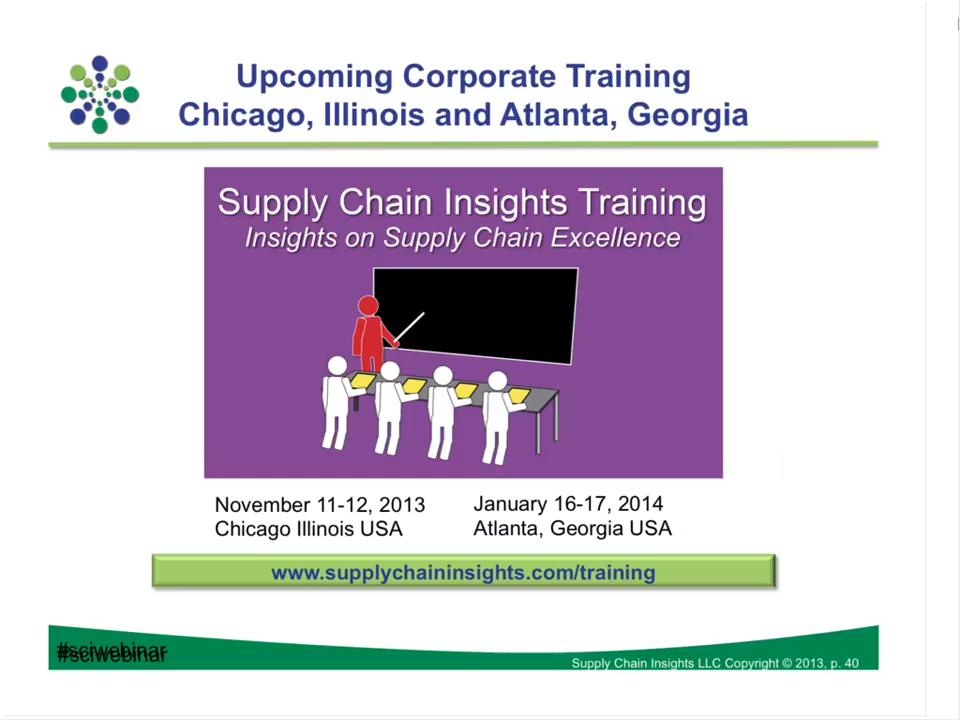 Upcoming Corporate Training
Chicago, Illinois and Atlanta, Georgia
Supply Chain Insights Training
Insights on Supply Chain Excellence
November 11-12, 2013
Chicago Illinois USA
January 16-17, 2014
Atlanta, Georgia USA
www.supplychaininsights.com/training
#sciwebinar
#sciwebinar
Supply Chain Insights LLC Copyright © 2013, p. 40